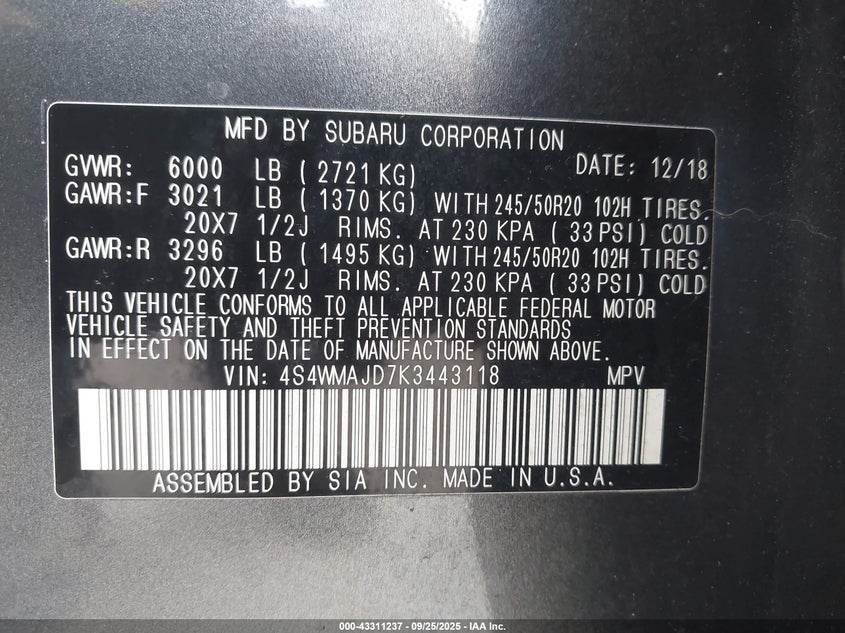 MFD BY SUBARU CORPORATION
GVWR: 6000 LB ( 2721 KG) DATE: 12/18
GAWR:F 3021 LB ( 1370 KG) WITH 245/50R20 102H TIRES.
20X7 1/2J RIMS. AT 230 KPA ( 33 PSI) COLD
GAWR:R 3296 LB ( 1495 KG) WITH 245/50R20 102H TIRES.
20X7 1/2J RIMS. AT 230 KPA ( 33 PSI) COLD
THIS VEHICLE CONFORMS TO ALL APPLICABLE FEDERAL MOTOR
VEHICLE SAFETY AND THEFT PREVENTION STANDARDS
IN EFFECT ON THE DATE OF MANUFACTURE SHOWN ABOVE.
VIN: 4S4WMAJD7K3443118 MPV
ASSEMBLED BY SIA INC. MADE IN U.S.A.
000-43311237 - 09/25/2025 - IAA Inc.